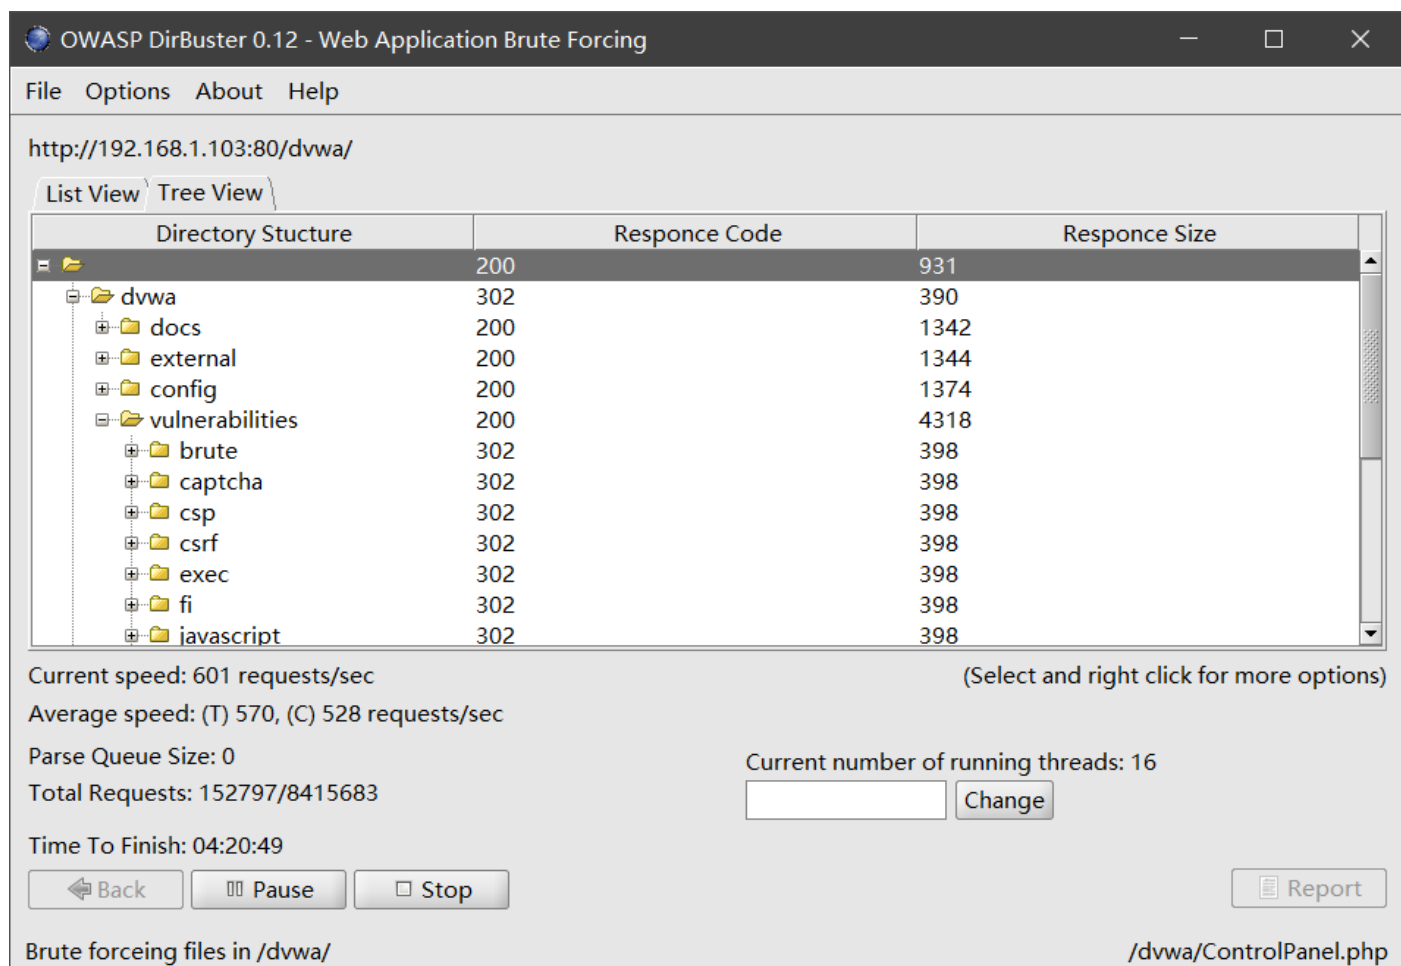 OWASP DirBuster 0.12 - Web Application Brute Forcing
File Options About Help
http://192.168.1.103:80/dvwa/
List View Tree View
Directory Stucture Responce Code Responce Size
200 931
dvwa 302 390
docs 200 1342
external 200 1344
config 200 1374
vulnerabilities 200 4318
brute 302 398
captcha 302 398
csp 302 398
csrf 302 398
exec 302 398
fi 302 398
javascript 302 398
Current speed: 601 requests/sec (Select and right click for more options)
Average speed: (T) 570, (C) 528 requests/sec
Parse Queue Size: 0
Current number of running threads: 16
Total Requests: 152797/8415683
Change
Time To Finish: 04:20:49
Back Pause Stop Report
Brute forceing files in /dvwa/ /dvwa/ControlPanel.php